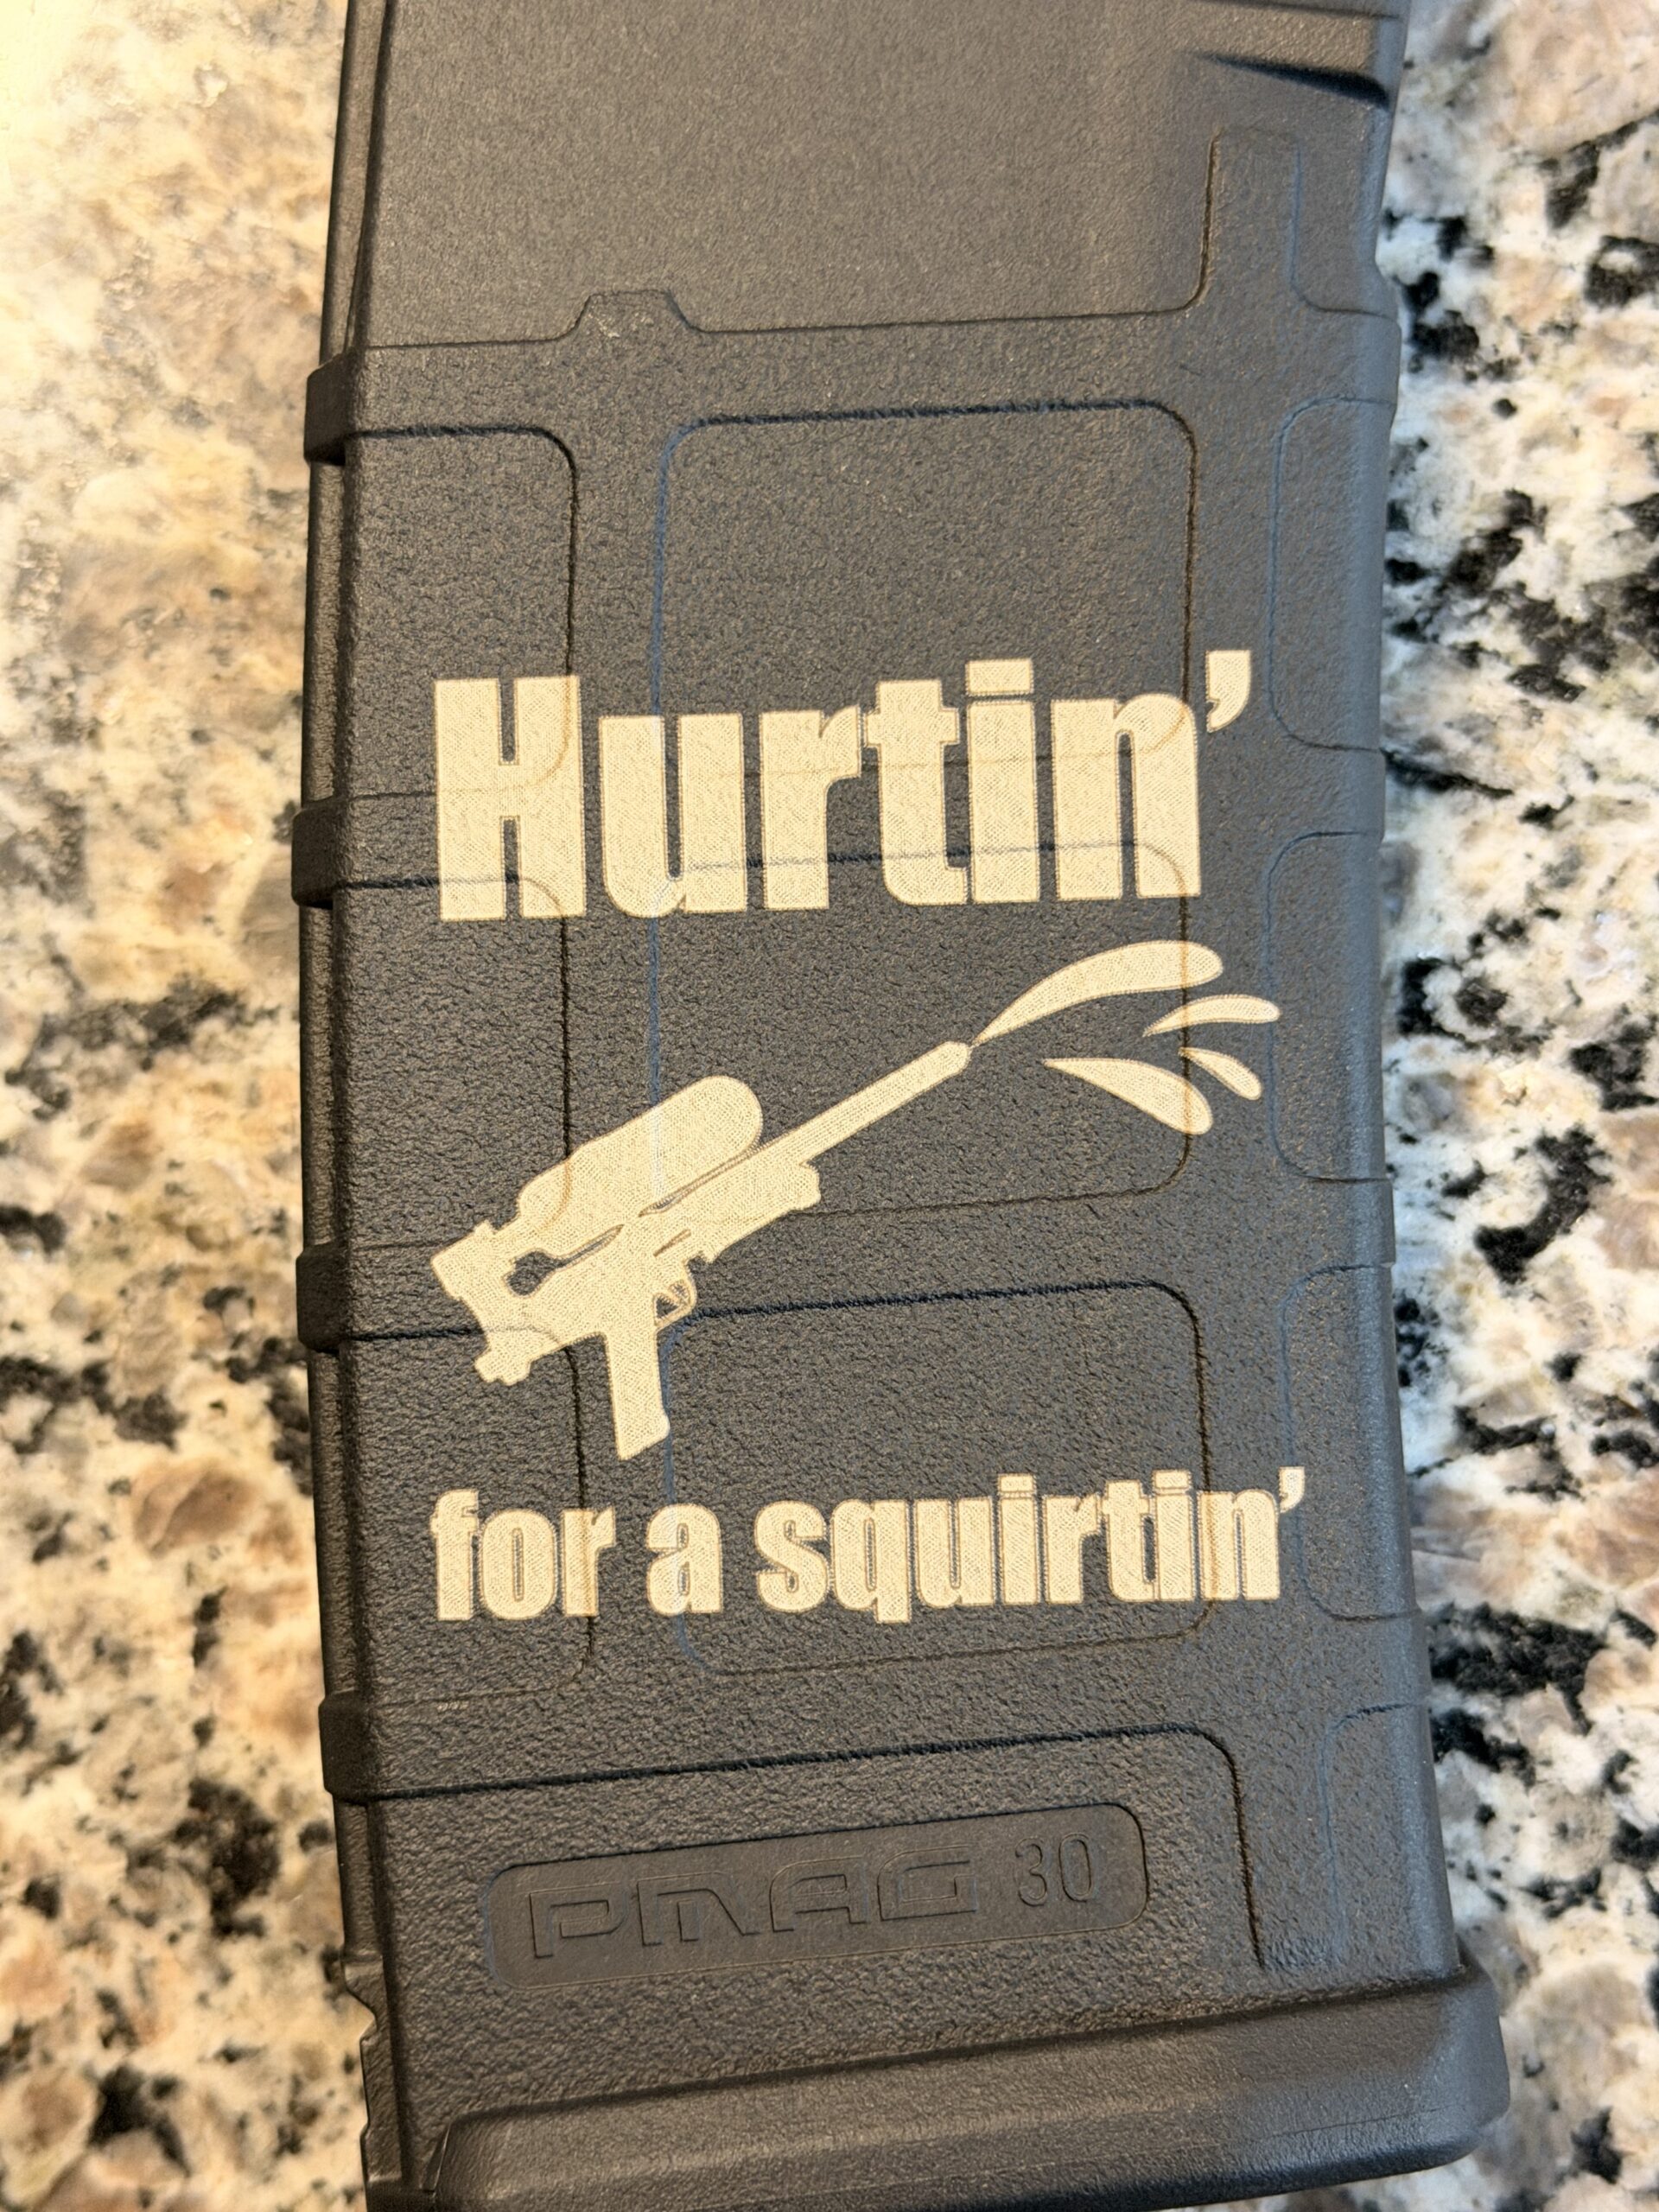 Hurtin’
for a squirtin’
PMAG 30